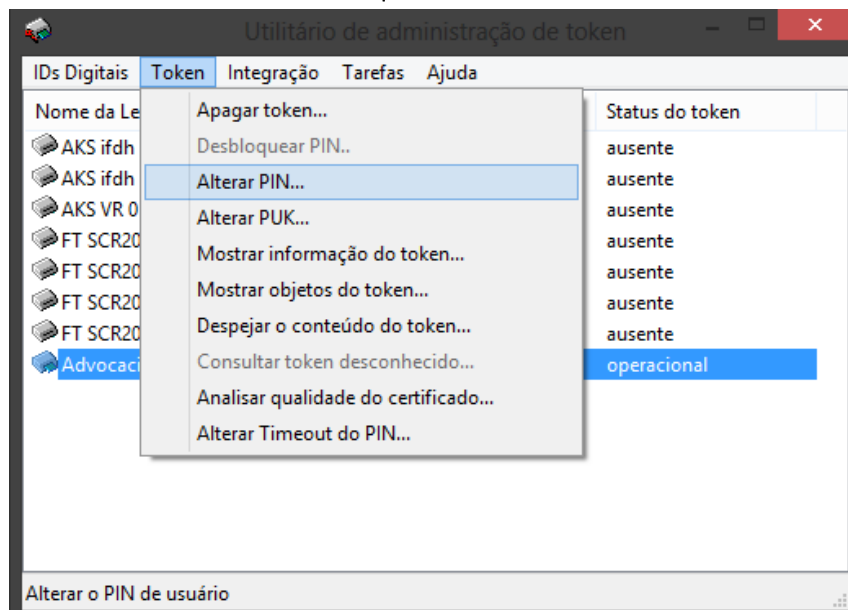 Utilitário de administração de token
IDs Digitais Token Integração Tarefas Ajuda
Nome da Le Status do token
Apagar token...
AKS ifdh ausente
Desbloquear PIN..
AKS ifdh ausente
Alterar PIN...
AKS VR 0 ausente
Alterar PUK...
FT SCR20 ausente
Mostrar informação do token...
FT SCR20 ausente
Mostrar objetos do token...
FT SCR20 ausente
Despejar o conteúdo do token...
FT SCR20 ausente
Consultar token desconhecido...
Advocaci operacional
Analisar qualidade do certificado...
Alterar Timeout do PIN...
Alterar o PIN de usuário